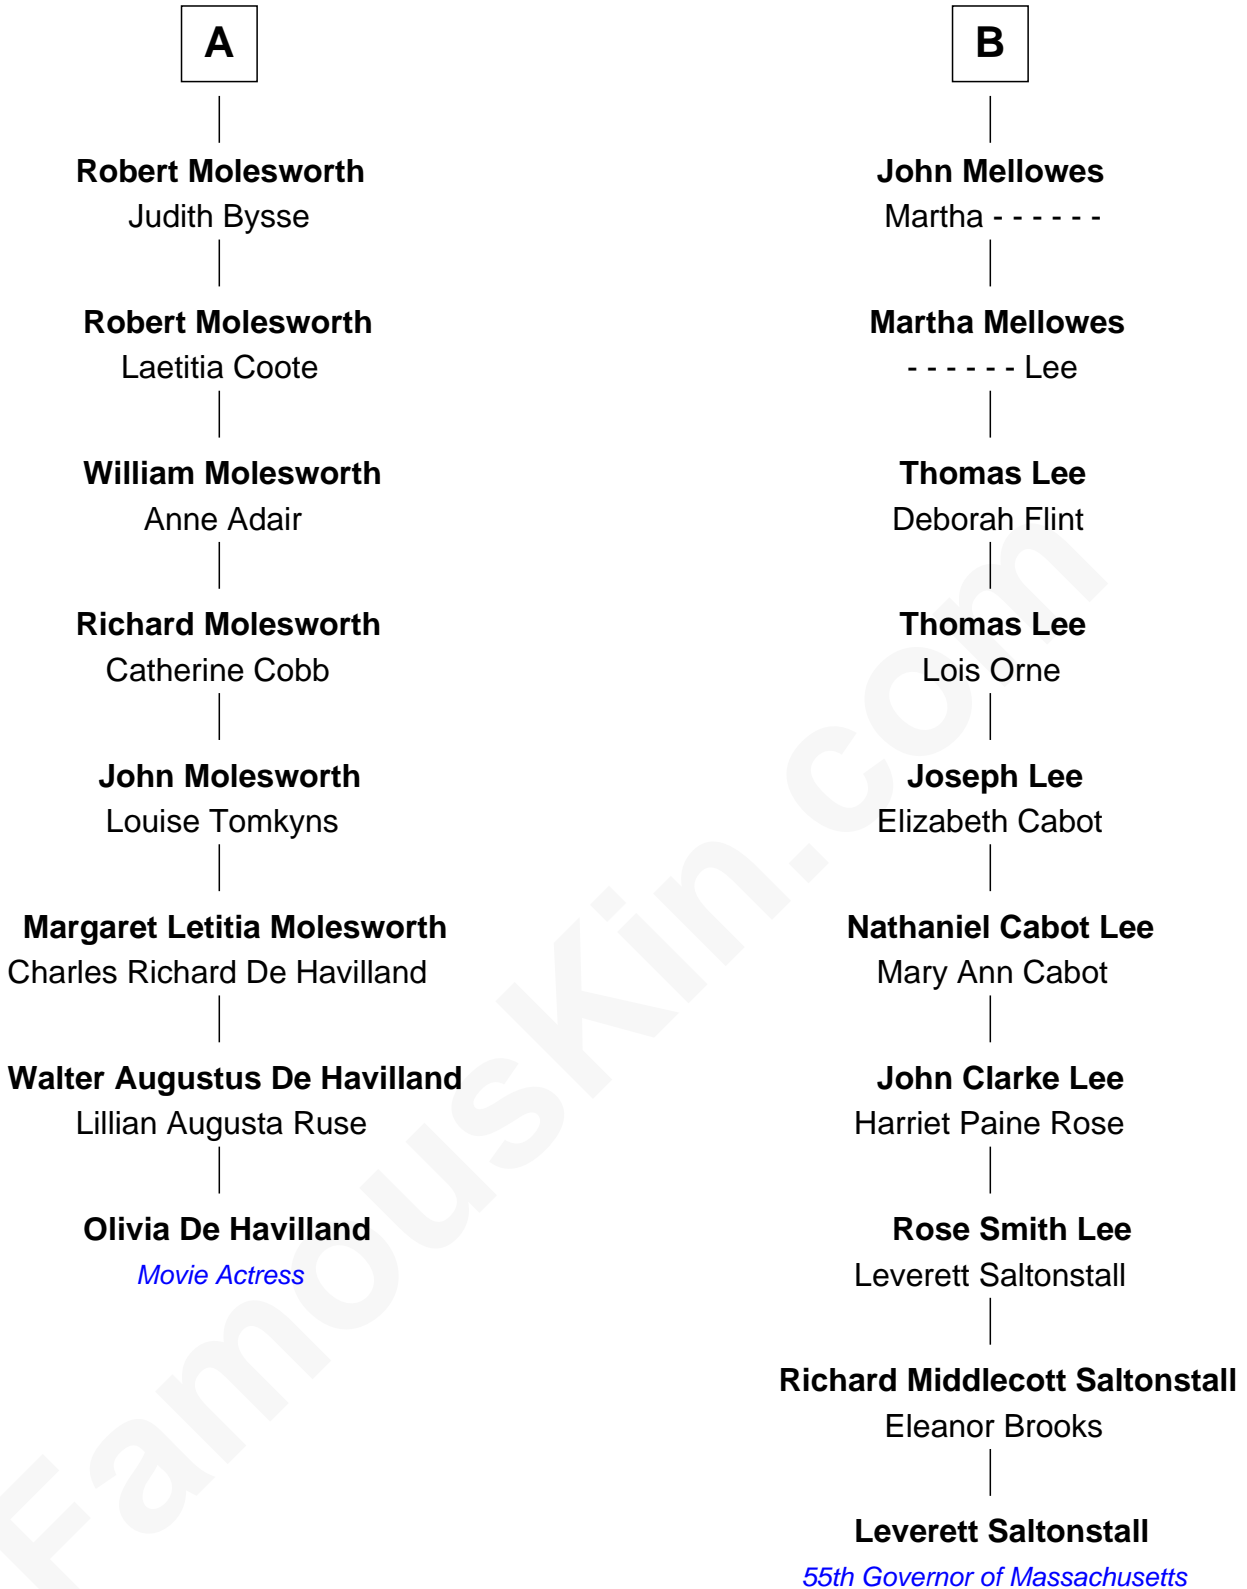 A
Robert Molesworth
Judith Bysse
Robert Molesworth
Laetitia Coote
William Molesworth
Anne Adair
Richard Molesworth
Catherine Cobb
John Molesworth
Louise Tomkyns
Margaret Letitia Molesworth
Charles Richard De Havilland
Walter Augustus De Havilland
Lillian Augusta Ruse
Olivia De Havilland
Movie Actress
B
John Mellowes
Martha - - - - - -
Martha Mellowes
- - - - - - Lee
Thomas Lee
Deborah Flint
Thomas Lee
Lois Orne
Joseph Lee
Elizabeth Cabot
Nathaniel Cabot Lee
Mary Ann Cabot
John Clarke Lee
Harriet Paine Rose
Rose Smith Lee
Leverett Saltonstall
Richard Middlecott Saltonstall
Eleanor Brooks
Leverett Saltonstall
55th Governor of Massachusetts
FamousKin.com